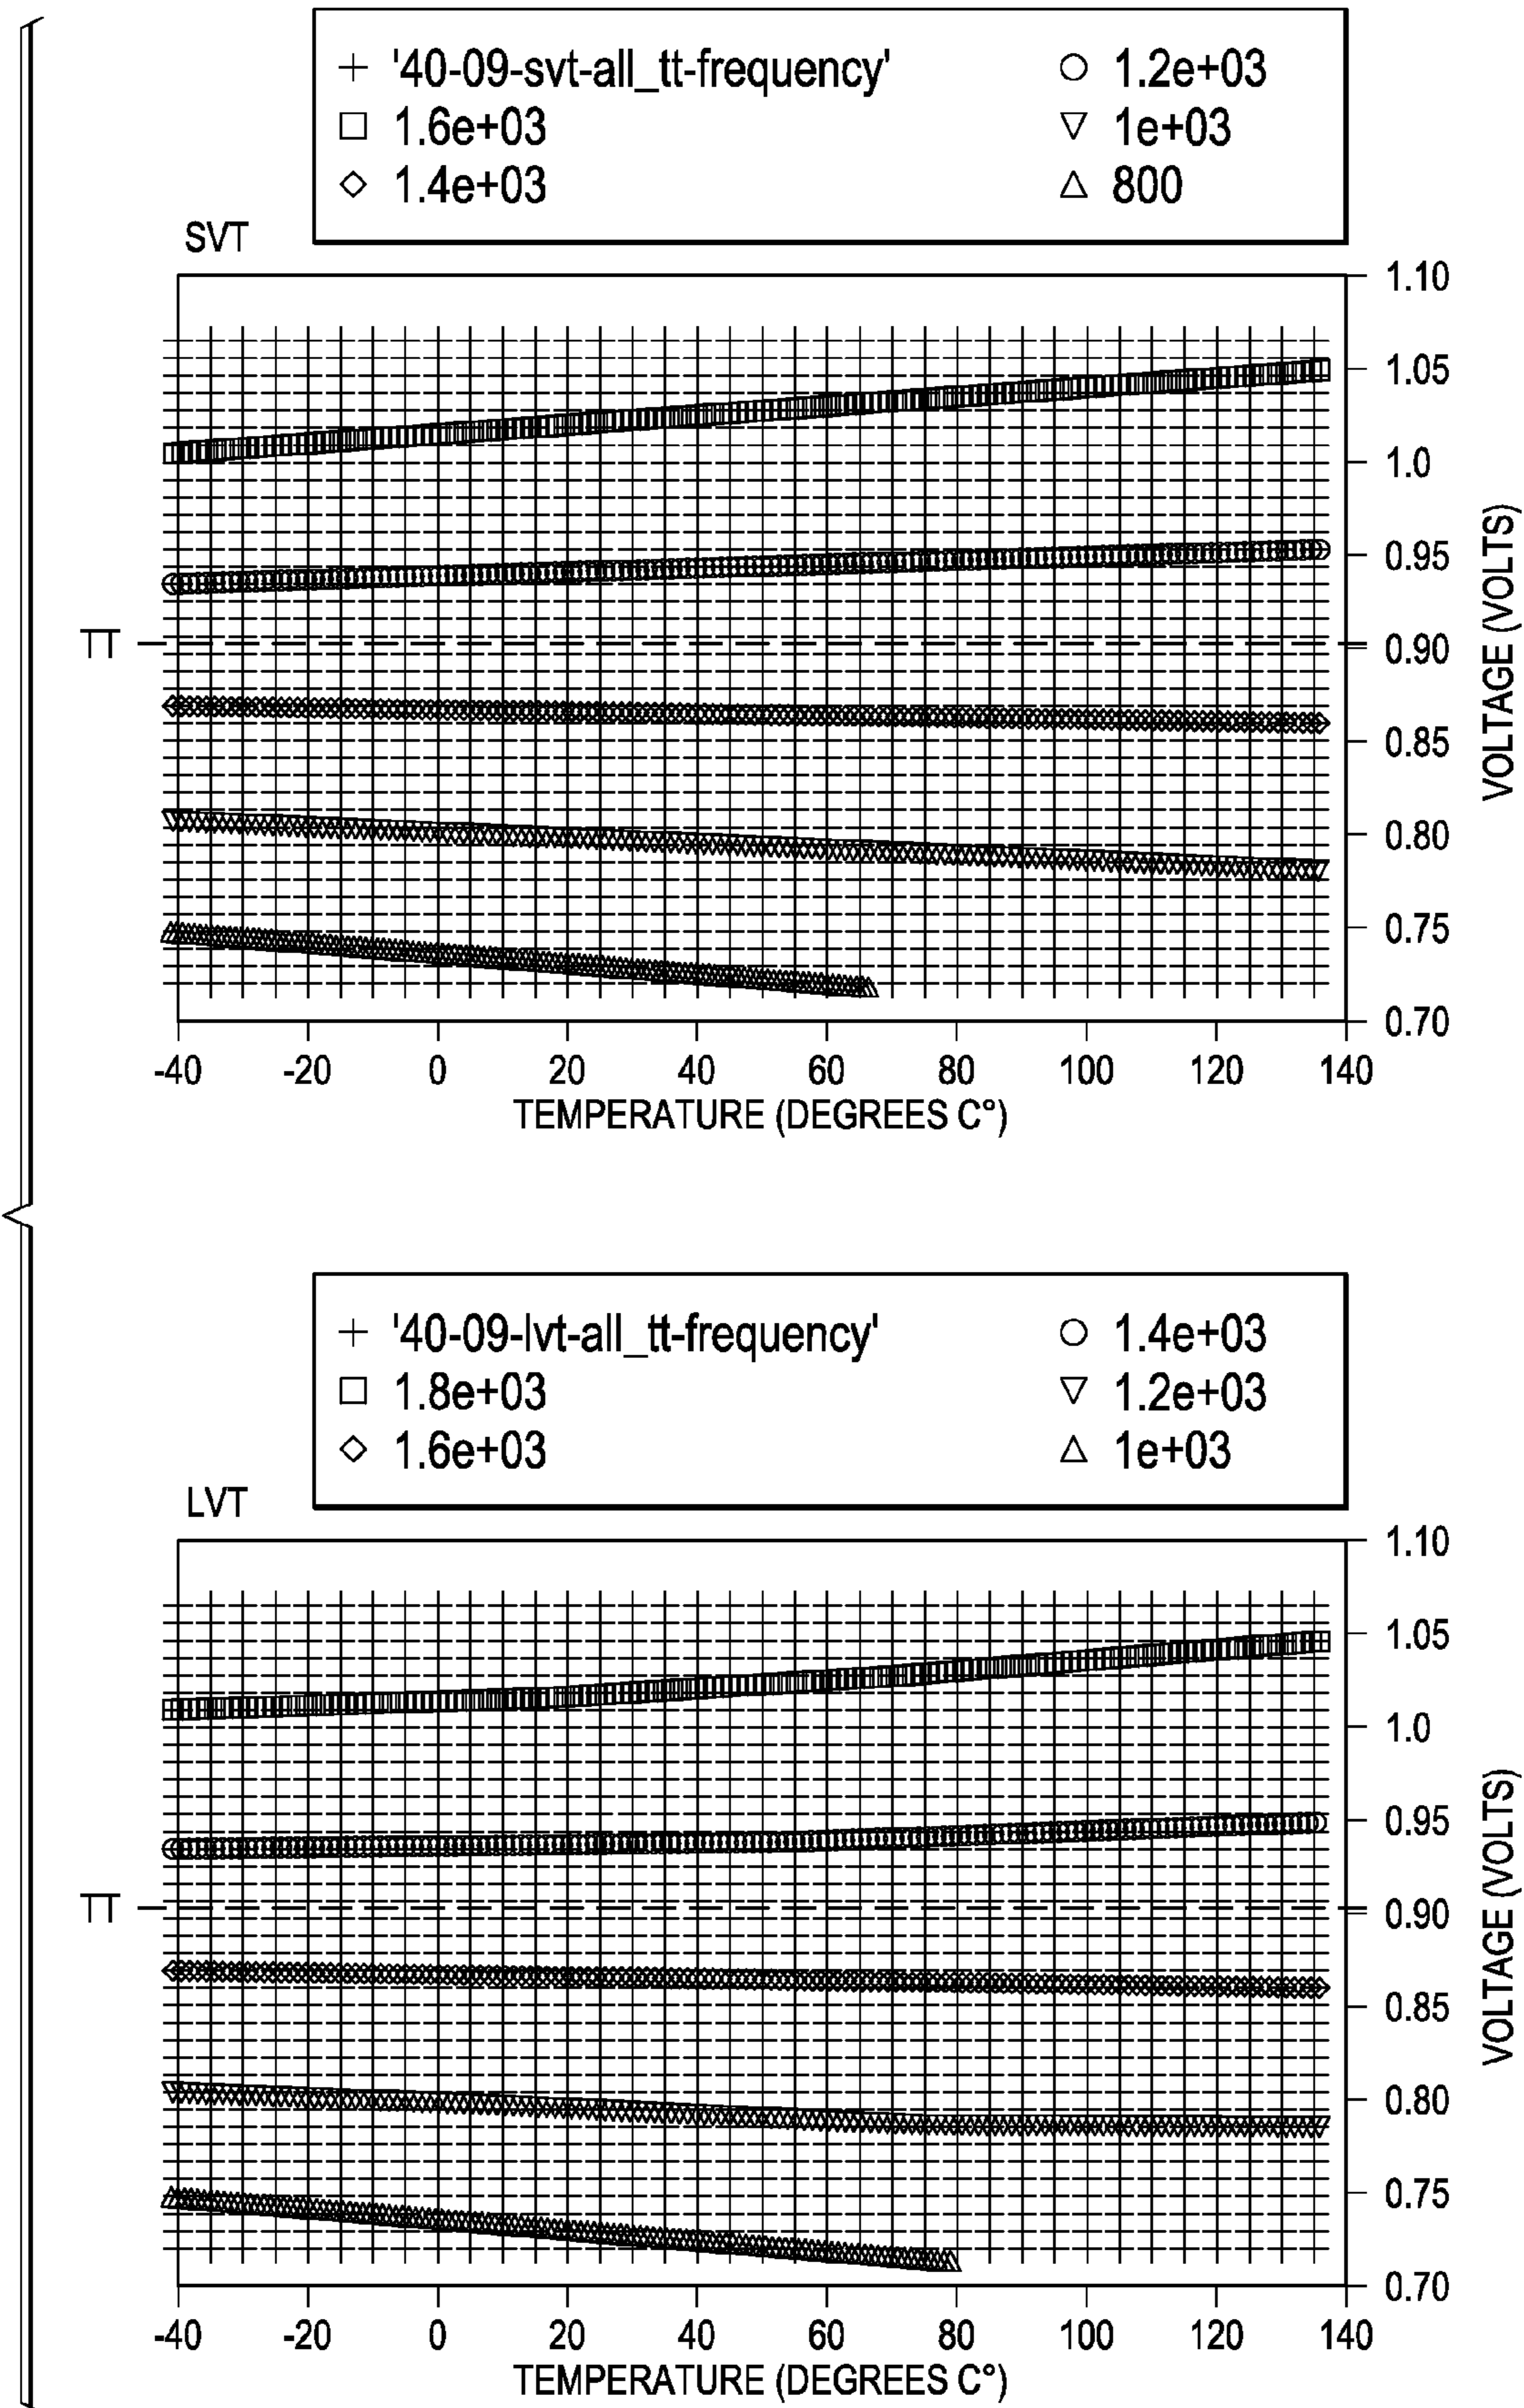 '40-09-svt-all_tt-frequency' 1.2e+03
1.6e+03 1e+03
1.4e+03 800
SVT
1.10
1.05
1.0
0.95
0.90
0.85
0.80
0.75
0.70
VOLTAGE (VOLTS)
TT
-40 -20 0 20 40 60 80 100 120 140
TEMPERATURE (DEGREES C°)
'40-09-lvt-all_tt-frequency' 1.4e+03
1.8e+03 1.2e+03
1.6e+03 1e+03
LVT
1.10
1.05
1.0
0.95
0.90
0.85
0.80
0.75
0.70
VOLTAGE (VOLTS)
TT
-40 -20 0 20 40 60 80 100 120 140
TEMPERATURE (DEGREES C°)